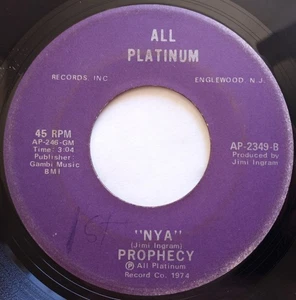 ALL
PLATINUM
RECORDS, INC. ENGLEWOOD, N.J.
45 RPM
AP-246-GM
Time: 3:04
Publisher
Gambi Music
BMI
AP-2349-B
Produced by
Jimi Ingram
"NYA"
(Jimi Ingram)
PROPHECY
Ⓟ All Platinum
Record Co. 1974